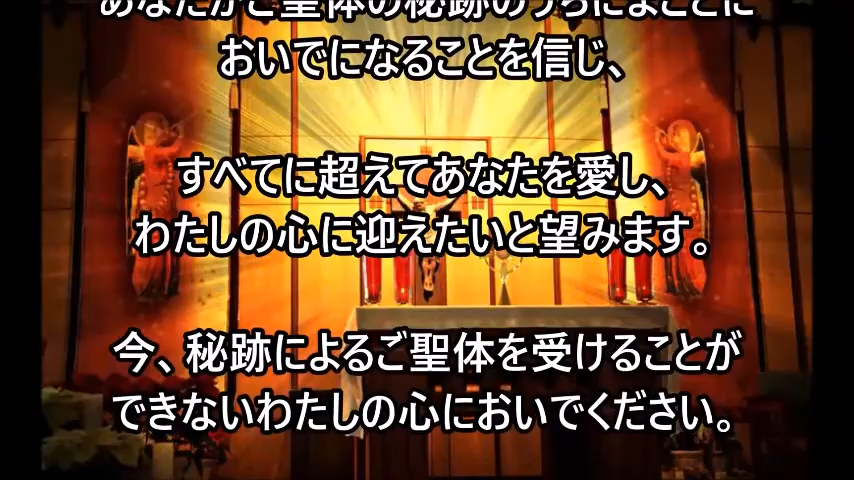 あなたがご聖体の秘跡のうちにまことに
おいでになることを信じ、
すべてに超えてあなたを愛し、
わたしの心に迎えたいと望みます。
今、秘跡によるご聖体を受けることが
できないわたしの心においでください。